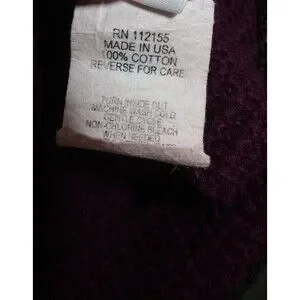 RN 112155
MADE IN USA
100% COTTON
REVERSE FOR CARE
TURN INSIDE OUT
MACHINE WASH COLD
GENTLE CYCLE
NON-CHLORINE BLEACH
WHEN NEEDED